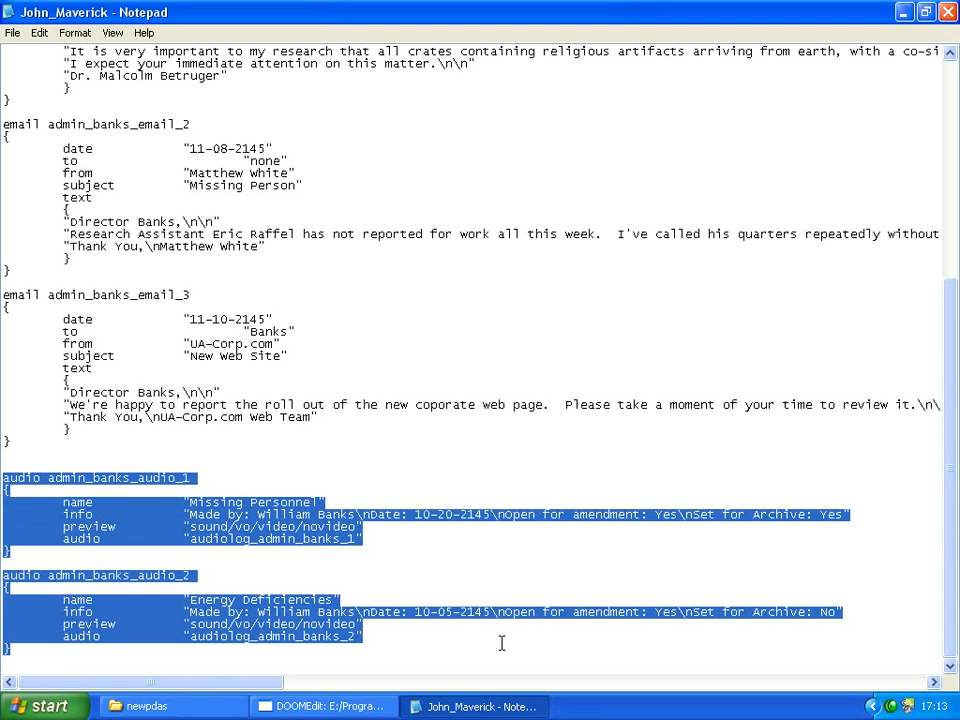 John_Maverick - Notepad
File Edit Format View Help
"It is very important to my research that all crates containing religious artifacts arriving from earth, with a co-si
"I expect your immediate attention on this matter.\n\n"
"Dr. Malcolm Betruger"
}
}
email admin_banks_email_2
{
date "11-08-2145"
to "none"
from "Matthew White"
subject "Missing Person"
text
{
"Director Banks,\n\n"
"Research Assistant Eric Raffel has not reported for work all this week.  I've called his quarters repeatedly without
"Thank You,\nMatthew White"
}
}
email admin_banks_email_3
{
date "11-10-2145"
to "Banks"
from "UA-Corp.com"
subject "New Web Site"
text
{
"Director Banks,\n\n"
"We're happy to report the roll out of the new coporate web page.  Please take a moment of your time to review it.\n\
"Thank You,\nUA-Corp.com Web Team"
}
}
audio admin_banks_audio_1
{
name "Missing Personnel"
info "Made by: William Banks\nDate: 10-20-2145\nOpen for amendment: Yes\nSet for Archive: Yes"
preview "sound/vo/video/novideo"
audio "audiolog_admin_banks_1"
}
audio admin_banks_audio_2
{
name "Energy Deficiencies"
info "Made by: William Banks\nDate: 10-05-2145\nOpen for amendment: Yes\nSet for Archive: No"
preview "sound/vo/video/novideo"
audio "audiolog_admin_banks_2"
}
start newpdas DOOMEdit: E:/Progra... John_Maverick - Note... 17:13